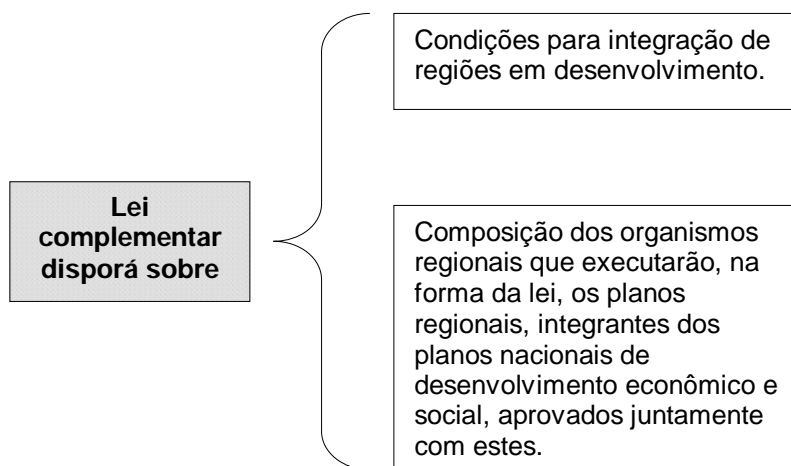 Condições para integração de
regiões em desenvolvimento.
Lei
complementar
disporá sobre
Composição dos organismos
regionais que executarão, na
forma da lei, os planos
regionais, integrantes dos
planos nacionais de
desenvolvimento econômico e
social, aprovados juntamente
com estes.